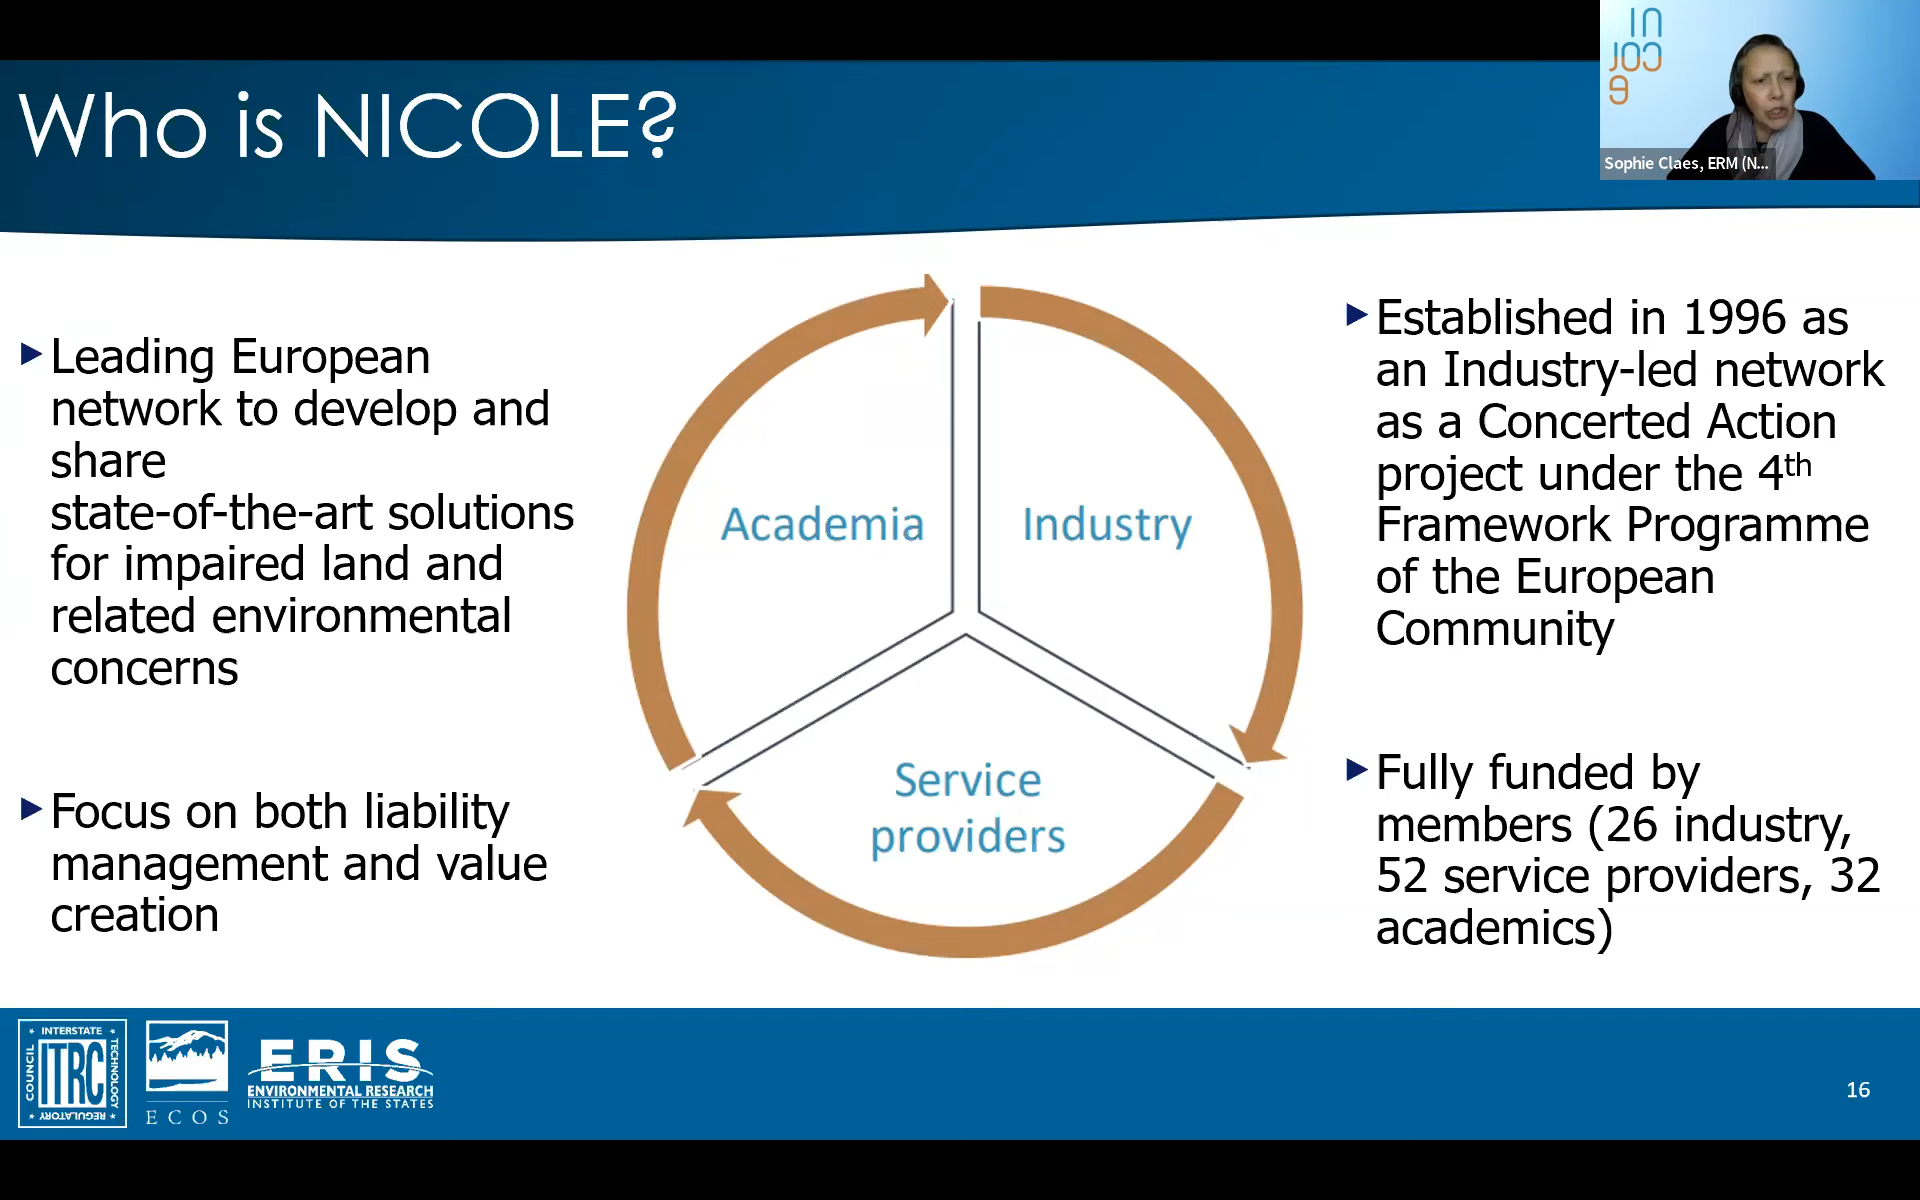 Who is NICOLE?
Sophie Claes, ERM (N...
Leading European
network to develop and
share
state-of-the-art solutions
for impaired land and
related environmental
concerns
Focus on both liability
management and value
creation
Academia
Industry
Service
providers
Established in 1996 as
an Industry-led network
as a Concerted Action
project under the 4th
Framework Programme
of the European
Community
Fully funded by
members (26 industry,
52 service providers, 32
academics)
INTERSTATE
TECHNOLOGY
REGULATORY
COUNCIL
ITRC
ECOS
ERIS
ENVIRONMENTAL RESEARCH
INSTITUTE OF THE STATES
16